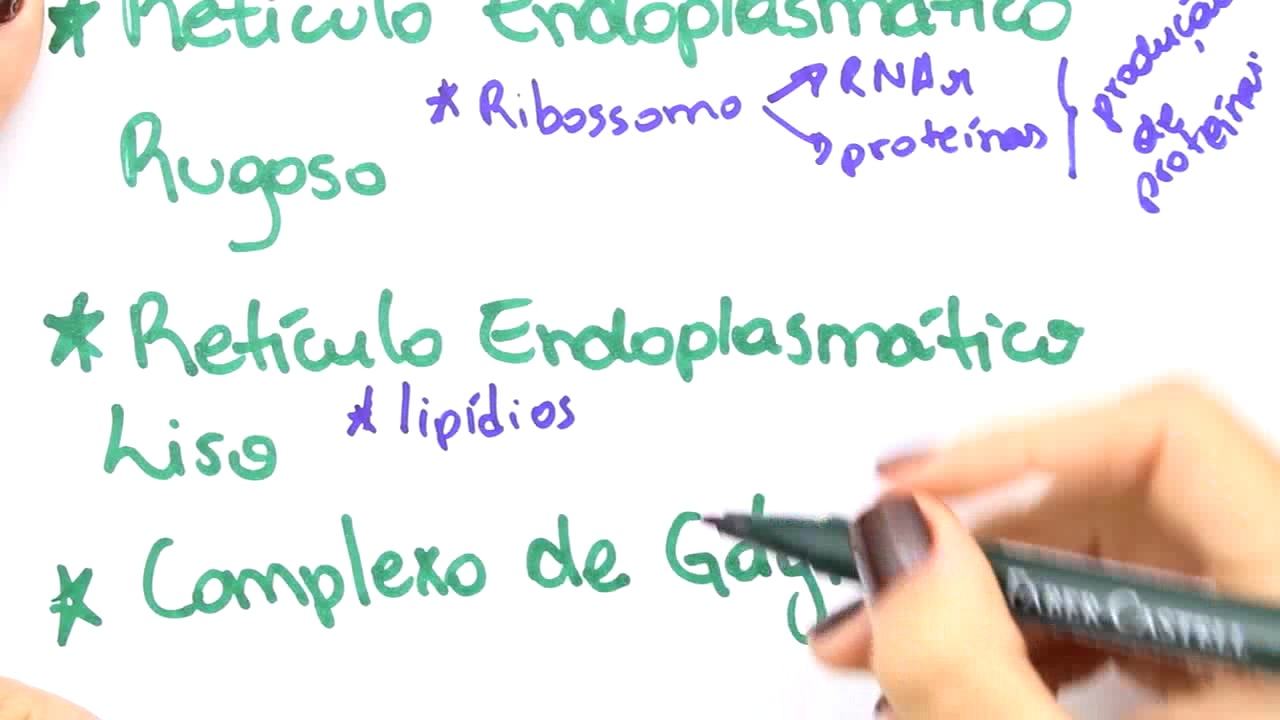 * Retículo Endoplasmático
Rugoso
* Ribossomo
RNAr
proteínas
produção
de
proteínas
* Retículo Endoplasmático
Liso
* lipídios
* Complexo de
FABER-CASTELL